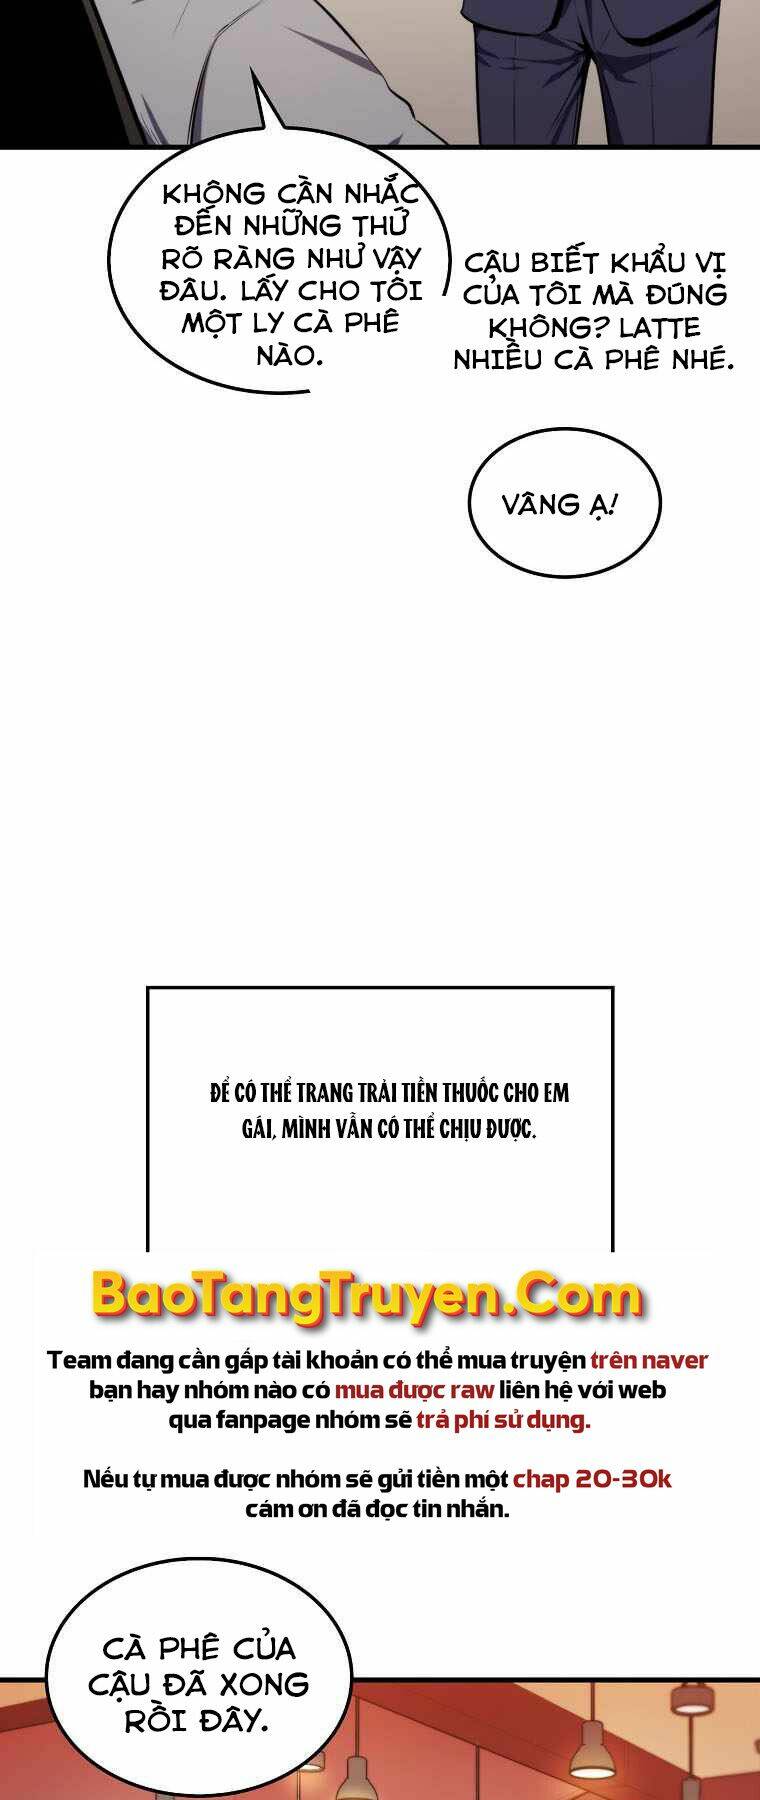 KHÔNG CẦN NHẮC
ĐẾN NHỮNG THỨ
RÕ RÀNG NHƯ VẬY
ĐÂU. LẤY CHO TÔI
MỘT LY CÀ PHÊ
NÀO.
CẬU BIẾT KHẨU VỊ
CỦA TÔI MÀ ĐÚNG
KHÔNG? LATTE
NHIỀU CÀ PHÊ NHÉ.
VÂNG Ạ!
ĐỂ CÓ THỂ TRANG TRẢI TIỀN THUỐC CHO EM
GÁI, MÌNH VẪN CÓ THỂ CHỊU ĐƯỢC.
BaoTangTruyen.Com
Team đang cần gấp tài khoản có thể mua truyện trên naver
bạn hay nhóm nào có mua được raw liên hệ với web
qua fanpage nhóm sẽ trả phí sử dụng.
Nếu tự mua được nhóm sẽ gửi tiền một chap 20-30k
cám ơn đã đọc tin nhắn.
CÀ PHÊ CỦA
CẬU ĐÃ XONG
RỒI ĐÂY.